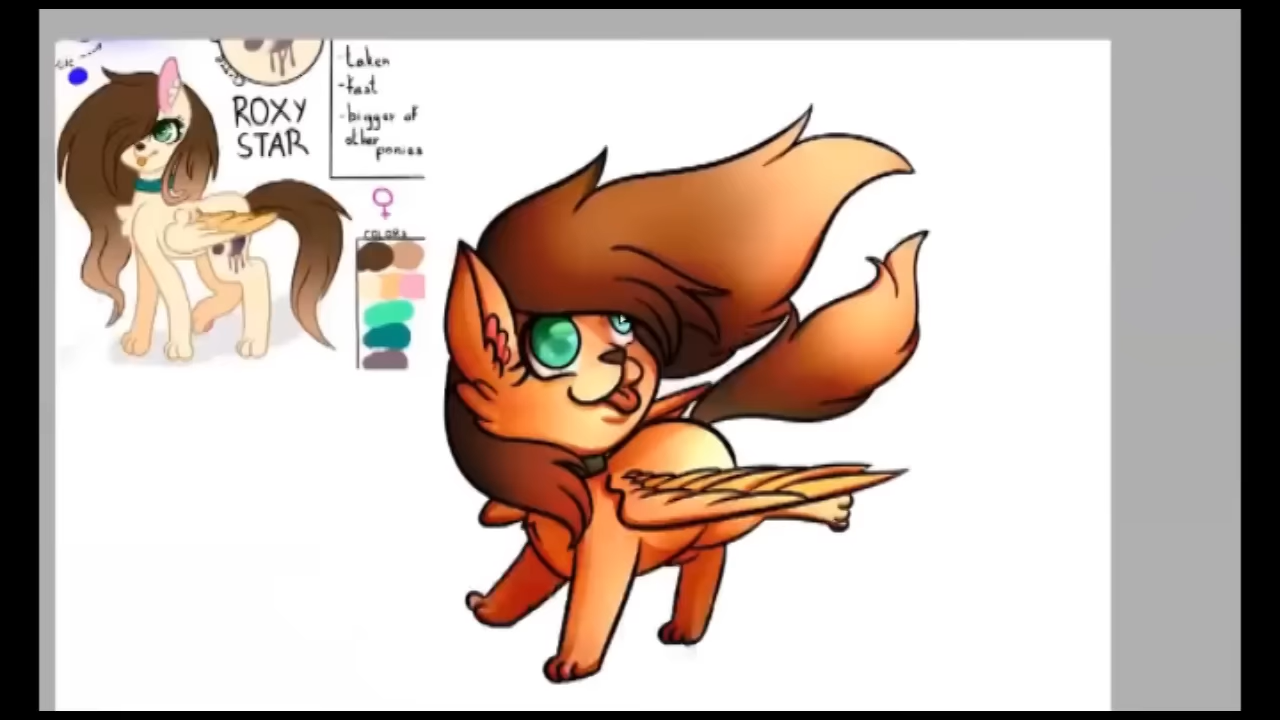 ROXY
STAR
-taken
-fast
-bigger of
other
ponies
COLORS